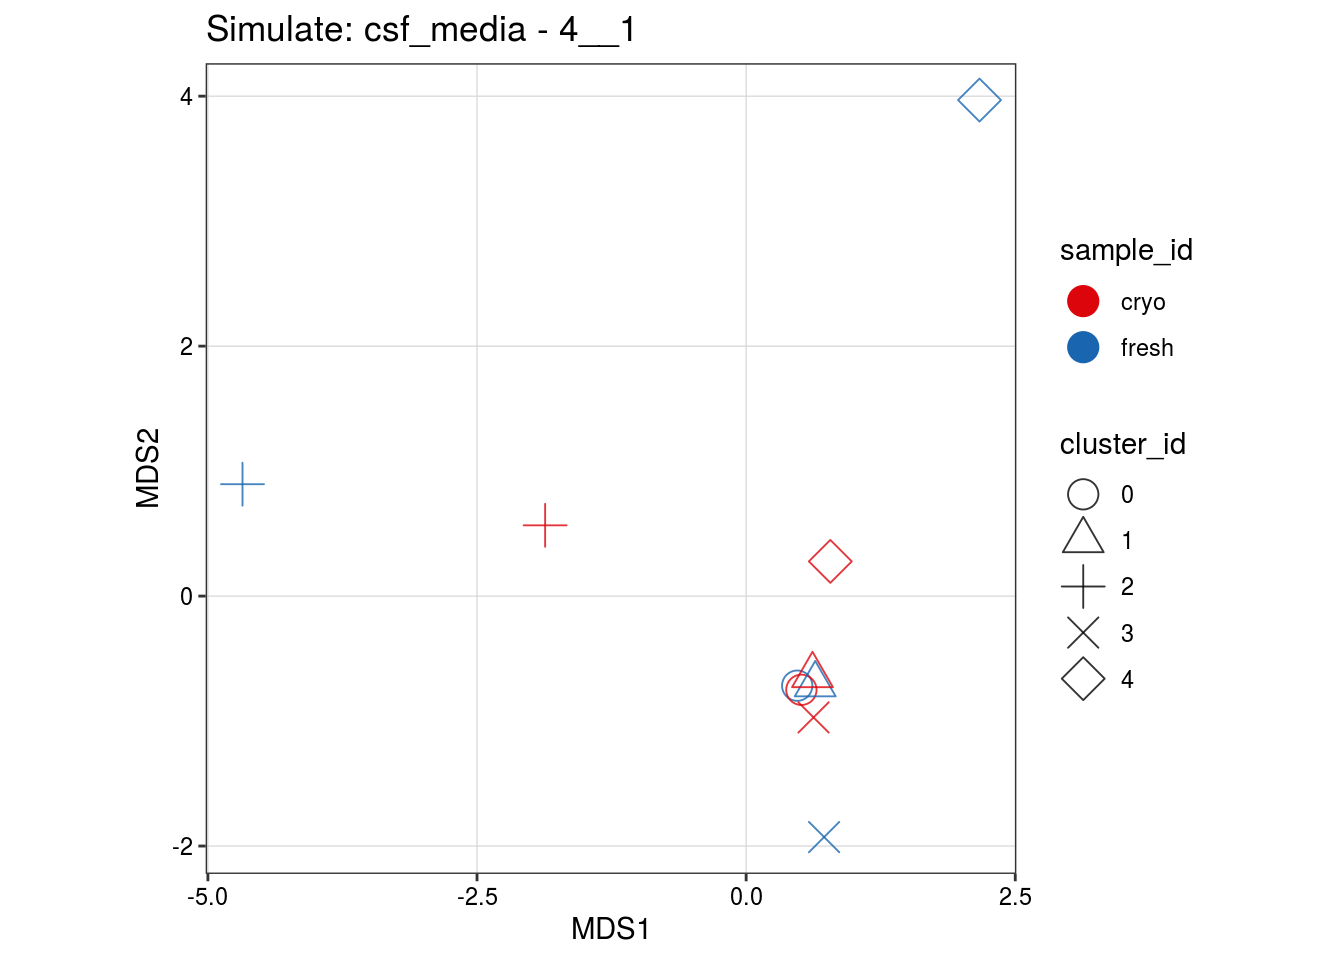 Simulate: csf_media - 4__1
4
2
0
-2
MDS2
-5.0
-2.5
0.0
2.5
MDS1
sample_id
cryo
fresh
cluster_id
0
1
2
3
4